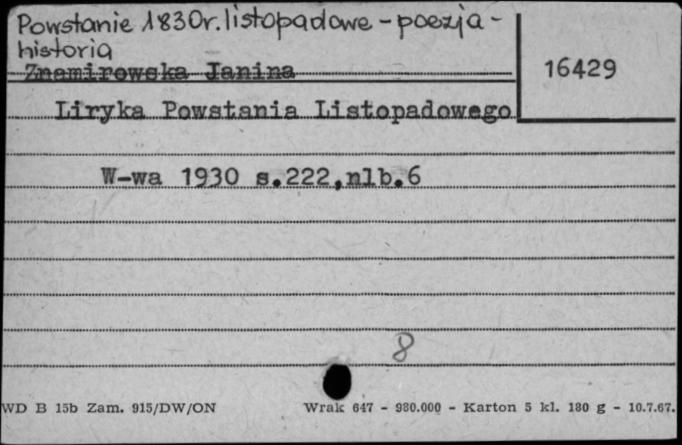 Powstanie 1830r. listopadowe - poezja -
historia
Znamirowska Janina
16429
Liryka Powstania Listopadowego
W-wa 1930 s.222,nlb.6
8
WD B 15b Zam. 915/DW/ON
Wrak 647 - 980.000 - Karton 5 kl. 180 g - 10.7.67.